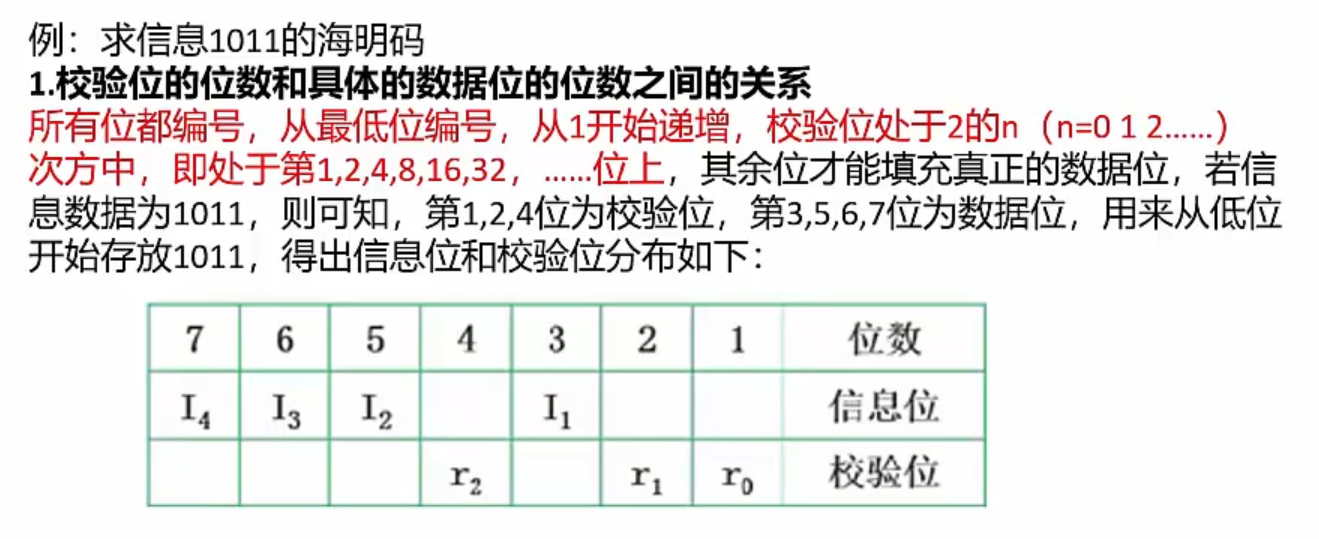 例：求信息1011的海明码
1.校验位的位数和具体的数据位的位数之间的关系
所有位都编号，从最低位编号，从1开始递增，校验位处于2的n（n=0 1 2……）
次方中，即处于第1,2,4,8,16,32，……位上，其余位才能填充真正的数据位，若信
息数据为1011，则可知，第1,2,4位为校验位，第3,5,6,7位为数据位，用来从低位
开始存放1011，得出信息位和校验位分布如下：
7 6 5 4 3 2 1 位数
I₄ I₃ I₂ I₁ 信息位
r₂ r₁ r₀ 校验位